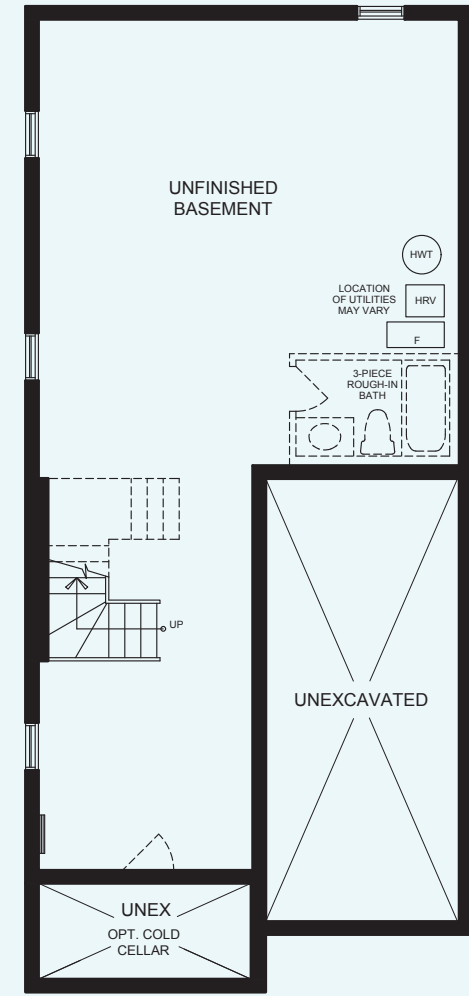 UNFINISHED
BASEMENT
HWT
LOCATION
OF UTILITIES
MAY VARY
HRV
F
3-PIECE
ROUGH-IN
BATH
UP
UNEXCAVATED
UNEX
OPT. COLD
CELLAR